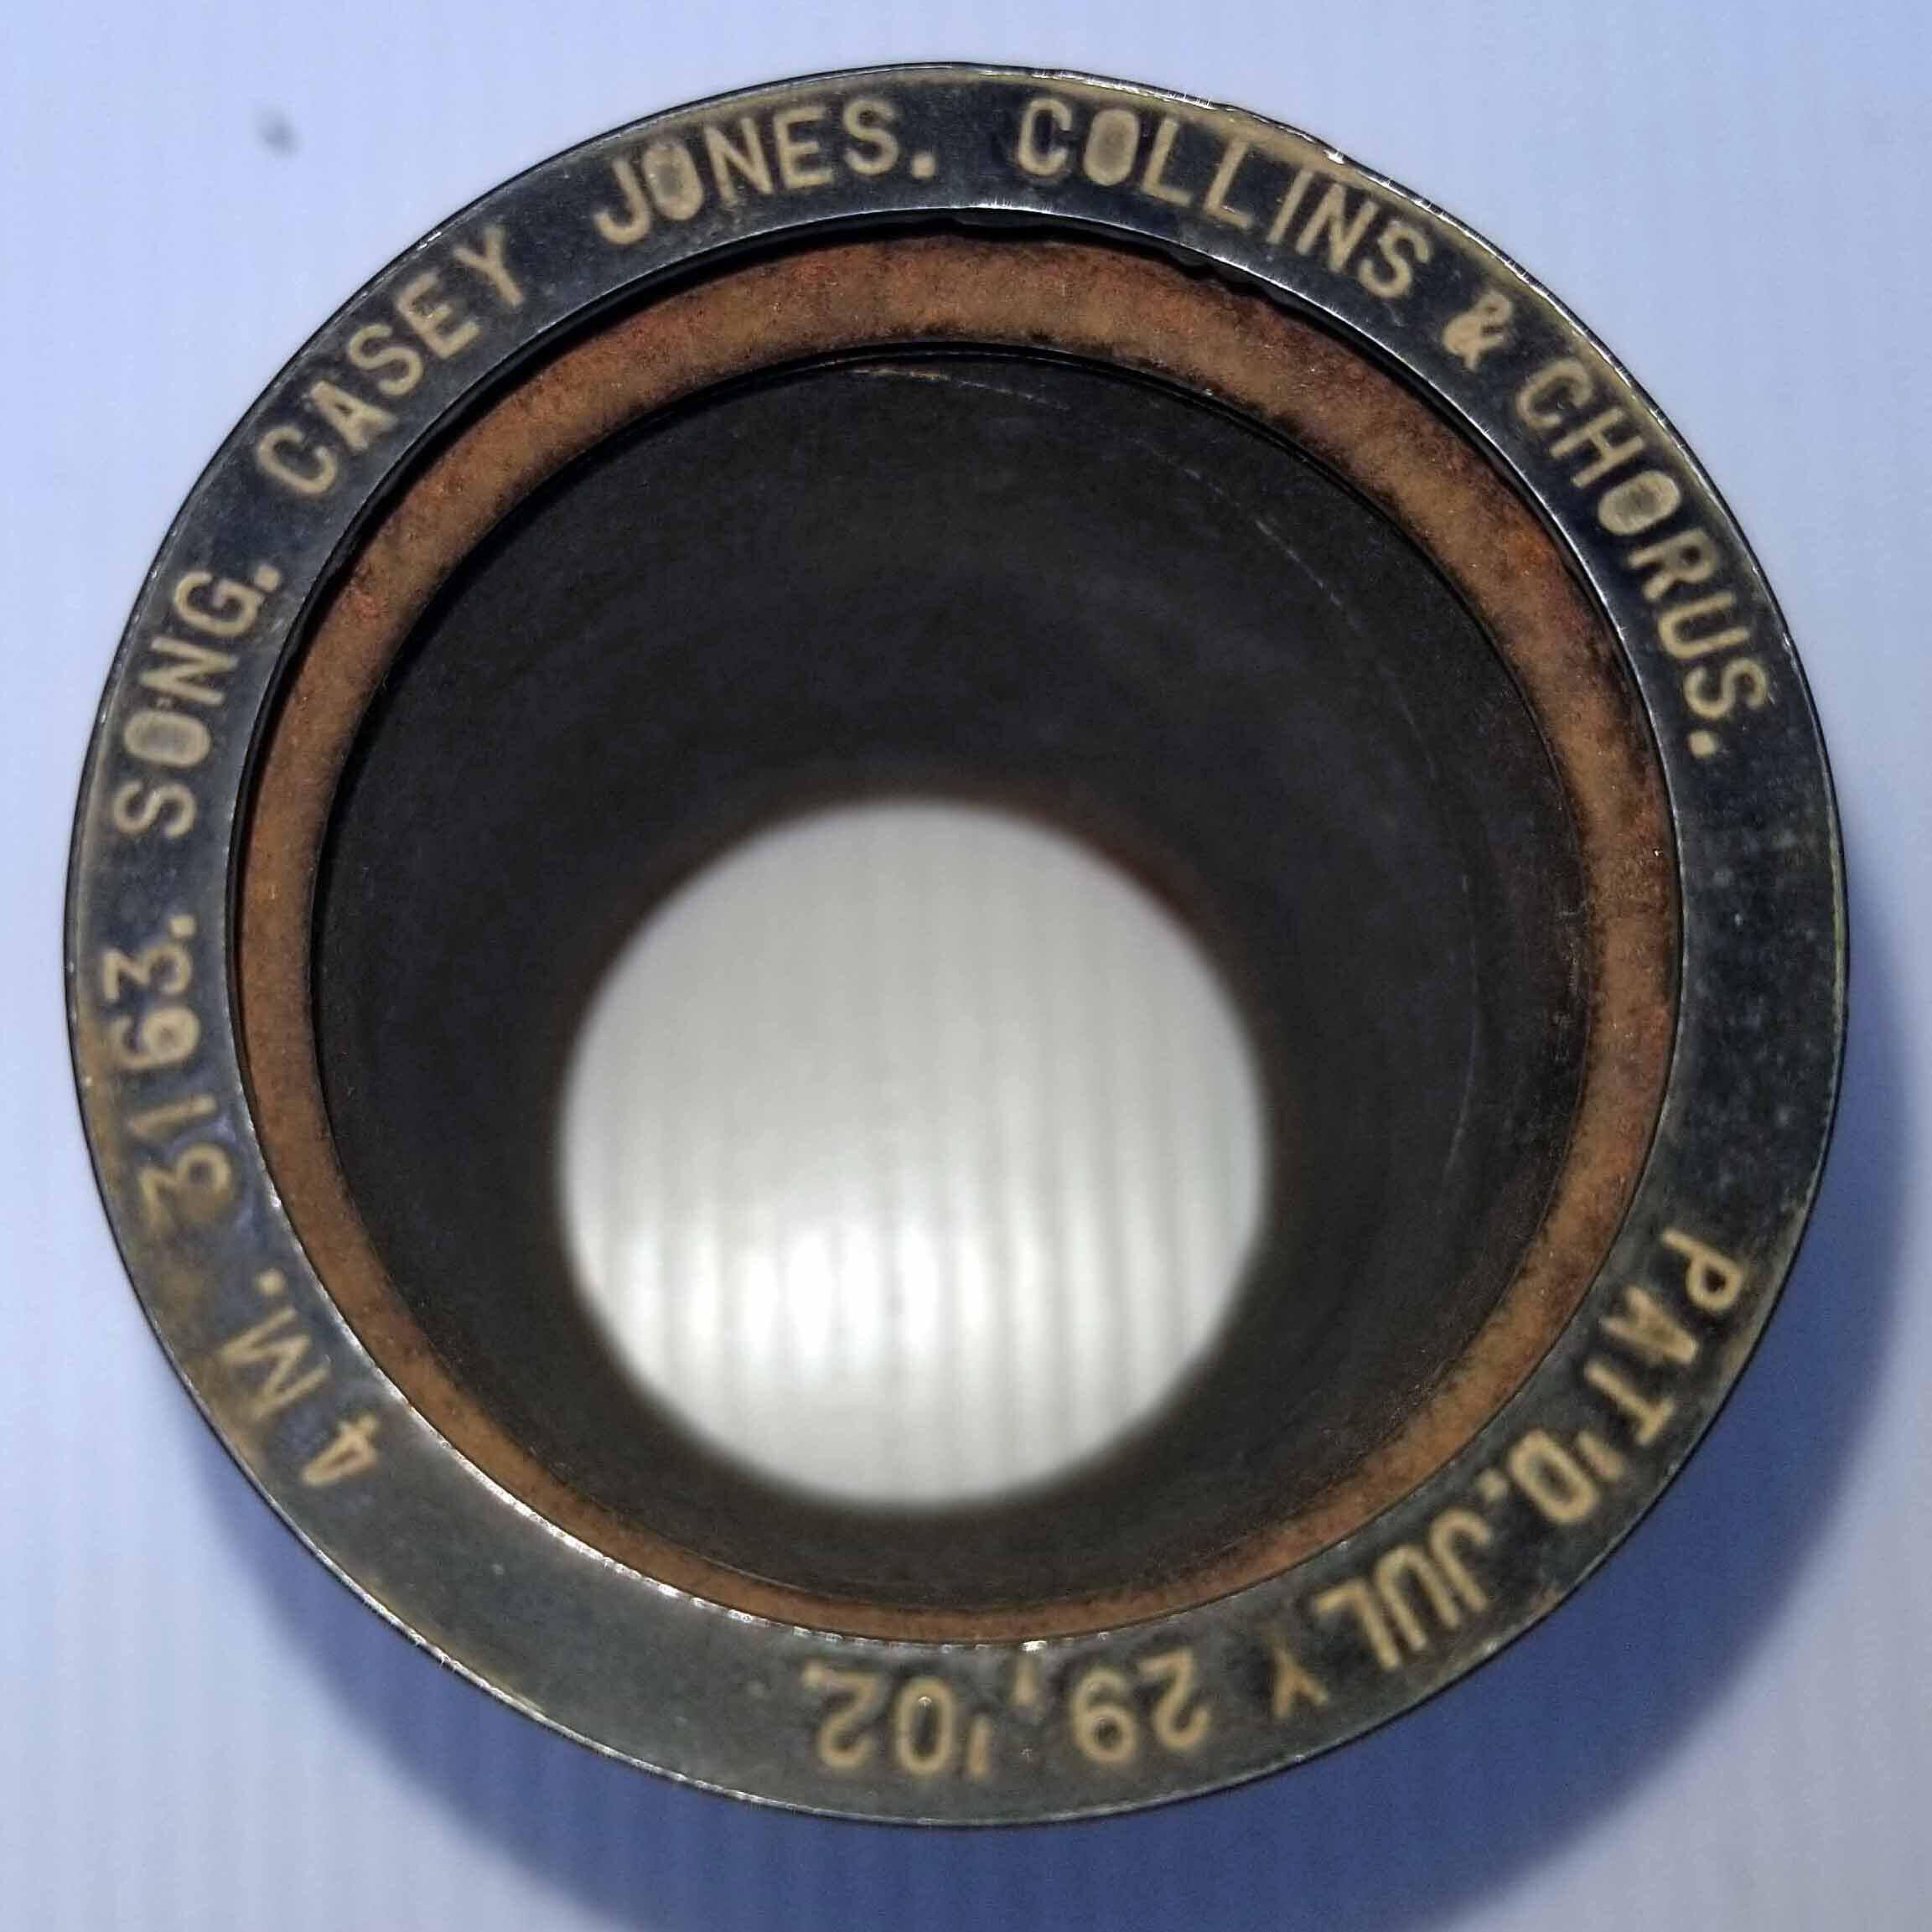 4 M. 3163. SONG. CASEY JONES. COLLINS & CHORUS.
PAT'D. JULY 29, '02